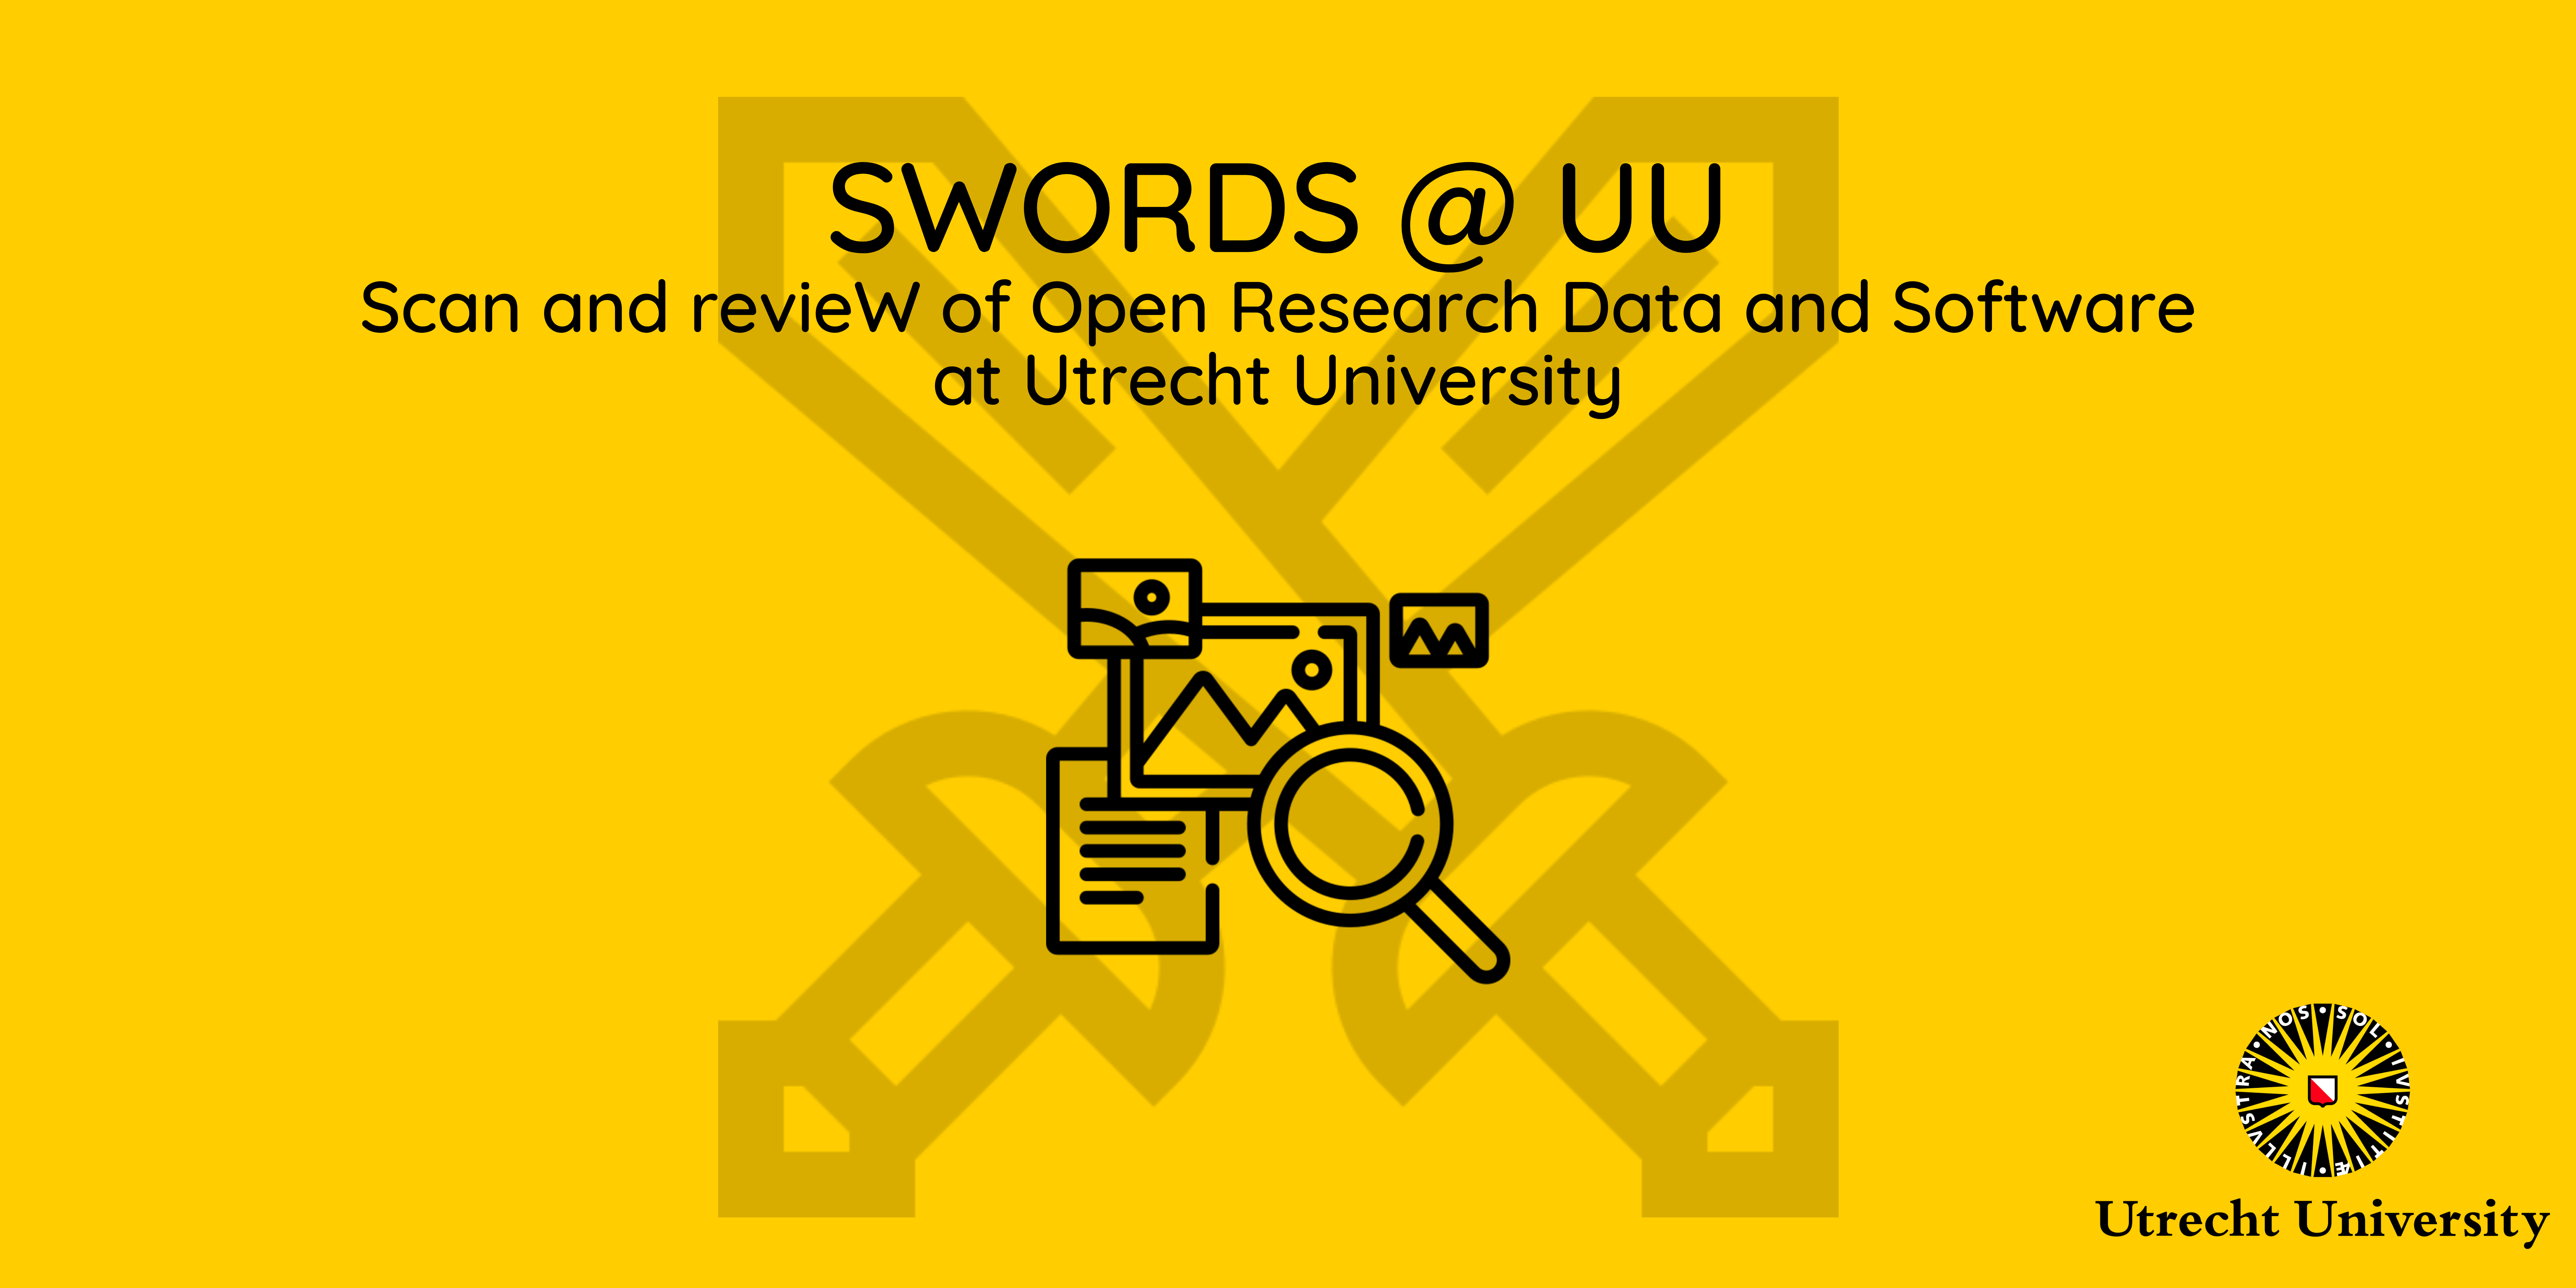 SWORDS @ UU
Scan and revieW of Open Research Data and Software
at Utrecht University
SOL · IVSTITIÆ · ILLVSTRA · NOS ·
Utrecht University